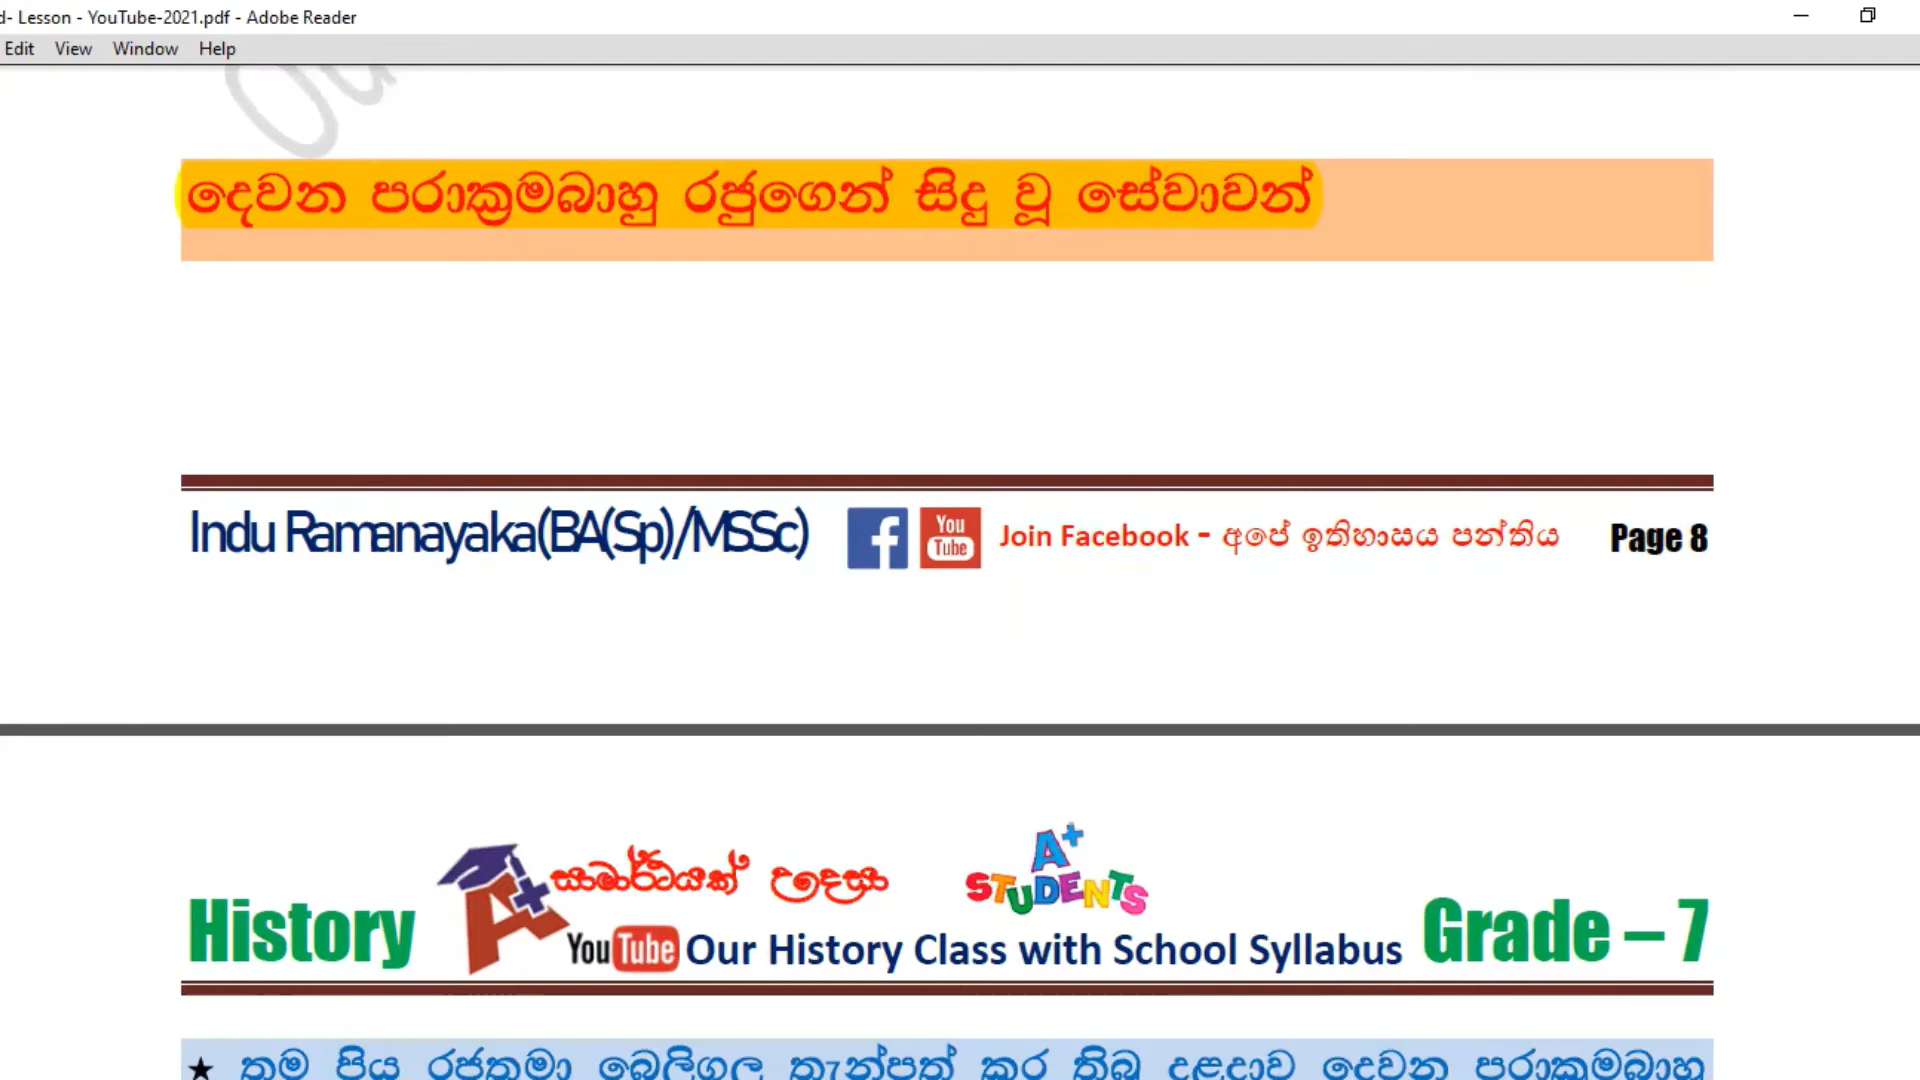 d- Lesson - YouTube-2021.pdf - Adobe Reader
Edit View Window Help
දෙවන පරාක්‍රමබාහු රජුගෙන් සිදු වූ සේවාවන්
Indu Ramanayaka(BA(Sp)/MSSc) You Tube Join Facebook - අපේ ඉතිහාසය පන්තිය Page 8
සාමාර්ථයක් උදෙසා A+ STUDENTS
History A+ YouTube Our History Class with School Syllabus Grade – 7
★ තම පිය රජතුමා බෙලිගල තැන්පත් කර තිබූ දළදාව දෙවන පරාක්‍රමබාහු